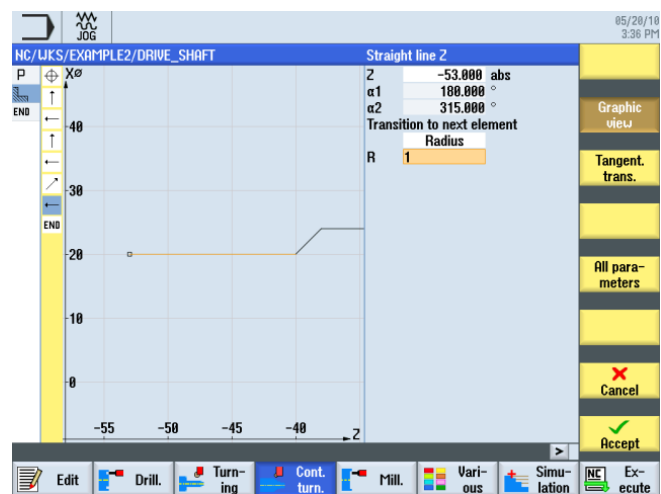 JOG
05/20/10
3:36 PM
NC/WKS/EXAMPLE2/DRIVE_SHAFT
Straight line Z
P
END
END
Xø
40
30
20
10
0
-55
-50
-45
-40
Z
Z -53.000 abs
α1 180.000 °
α2 315.000 °
Transition to next element
Radius
R 1
Graphic
view
Tangent.
trans.
All para-
meters
Cancel
Accept
>
Edit
Drill.
Turn-
ing
Cont.
turn.
Mill.
Vari-
ous
Simu-
lation
NC
Ex-
ecute